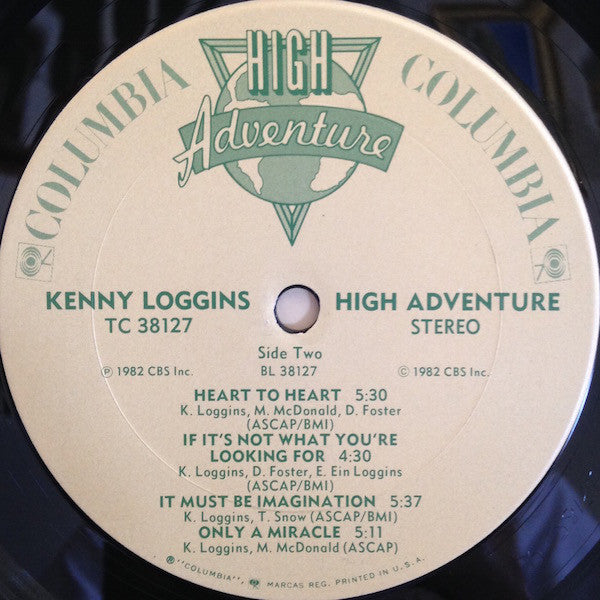 COLUMBIA
HIGH
Adventure
COLUMBIA
KENNY LOGGINS
TC 38127
HIGH ADVENTURE
STEREO
Side Two
BL 38127
Ⓟ 1982 CBS Inc.
© 1982 CBS Inc.
HEART TO HEART 5:30
K. Loggins, M. McDonald, D. Foster
(ASCAP/BMI)
IF IT'S NOT WHAT YOU'RE
LOOKING FOR 4:30
K. Loggins, D. Foster, E. Ein Loggins
(ASCAP/BMI)
IT MUST BE IMAGINATION 5:37
K. Loggins, T. Snow (ASCAP/BMI)
ONLY A MIRACLE 5:11
K. Loggins, M. McDonald (ASCAP)
®"COLUMBIA", MARCAS REG. PRINTED IN U.S.A.